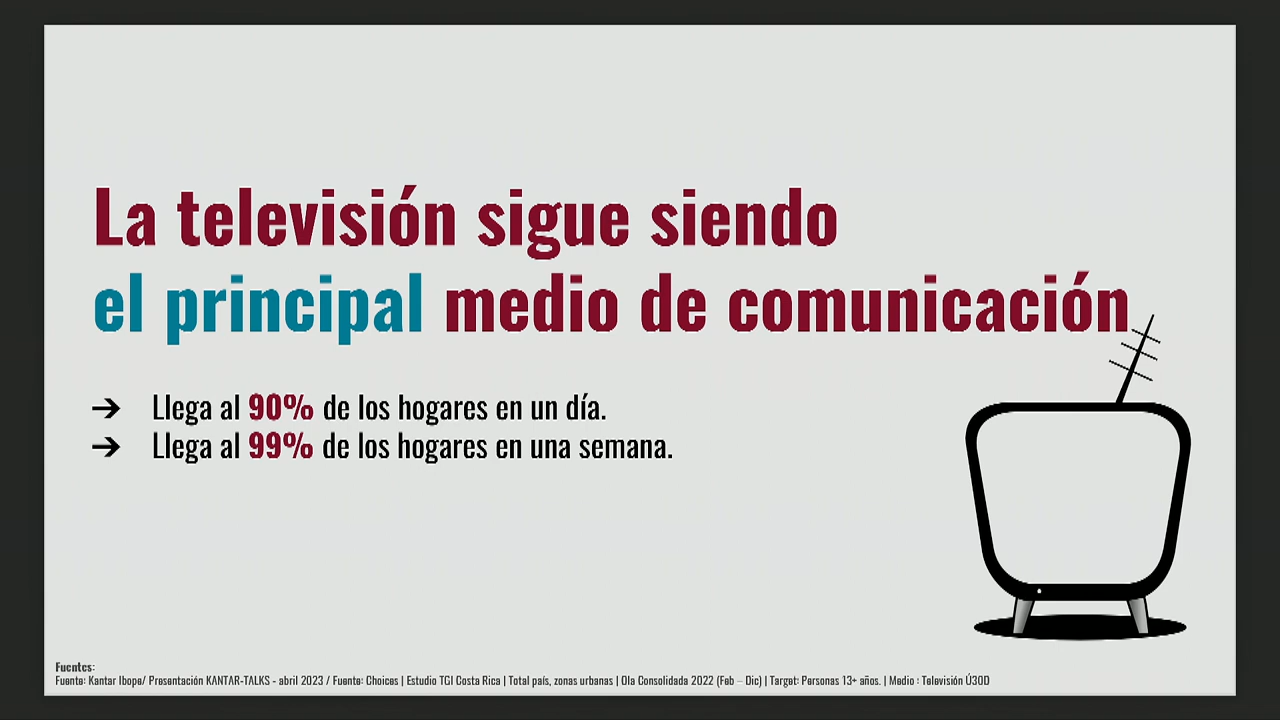 La televisión sigue siendo
el principal medio de comunicación
➔ Llega al 90% de los hogares en un día.
➔ Llega al 99% de los hogares en una semana.
Fuentes:
Fuente: Kantar Ibope/ Presentación KANTAR-TALKS - abril 2023 / Fuente: Choices | Estudio TGI Costa Rica | Total país, zonas urbanas | Ola Consolidada 2022 (Feb – Dic) | Target: Personas 13+ años. | Medio : Televisión Ú30D